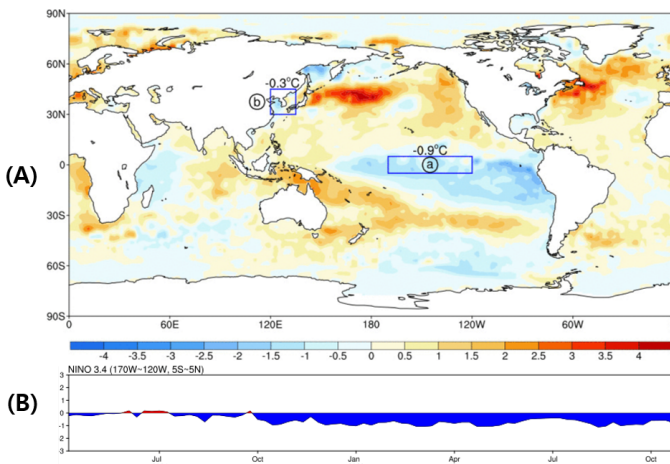 90N
60N
-0.3°C
ⓑ
30N
-0.9°C
(A)
0
ⓐ
30S
60S
90S
0 60E 120E 180 120W 60W
-4 -3.5 -3 -2.5 -2 -1.5 -1 -0.5 0 0.5 1 1.5 2 2.5 3 3.5 4
NINO 3.4 (170W~120W, 5S~5N)
3
2
1
(B)
0
-1
-2
-3
Jul Oct Jan Apr Jul Oct